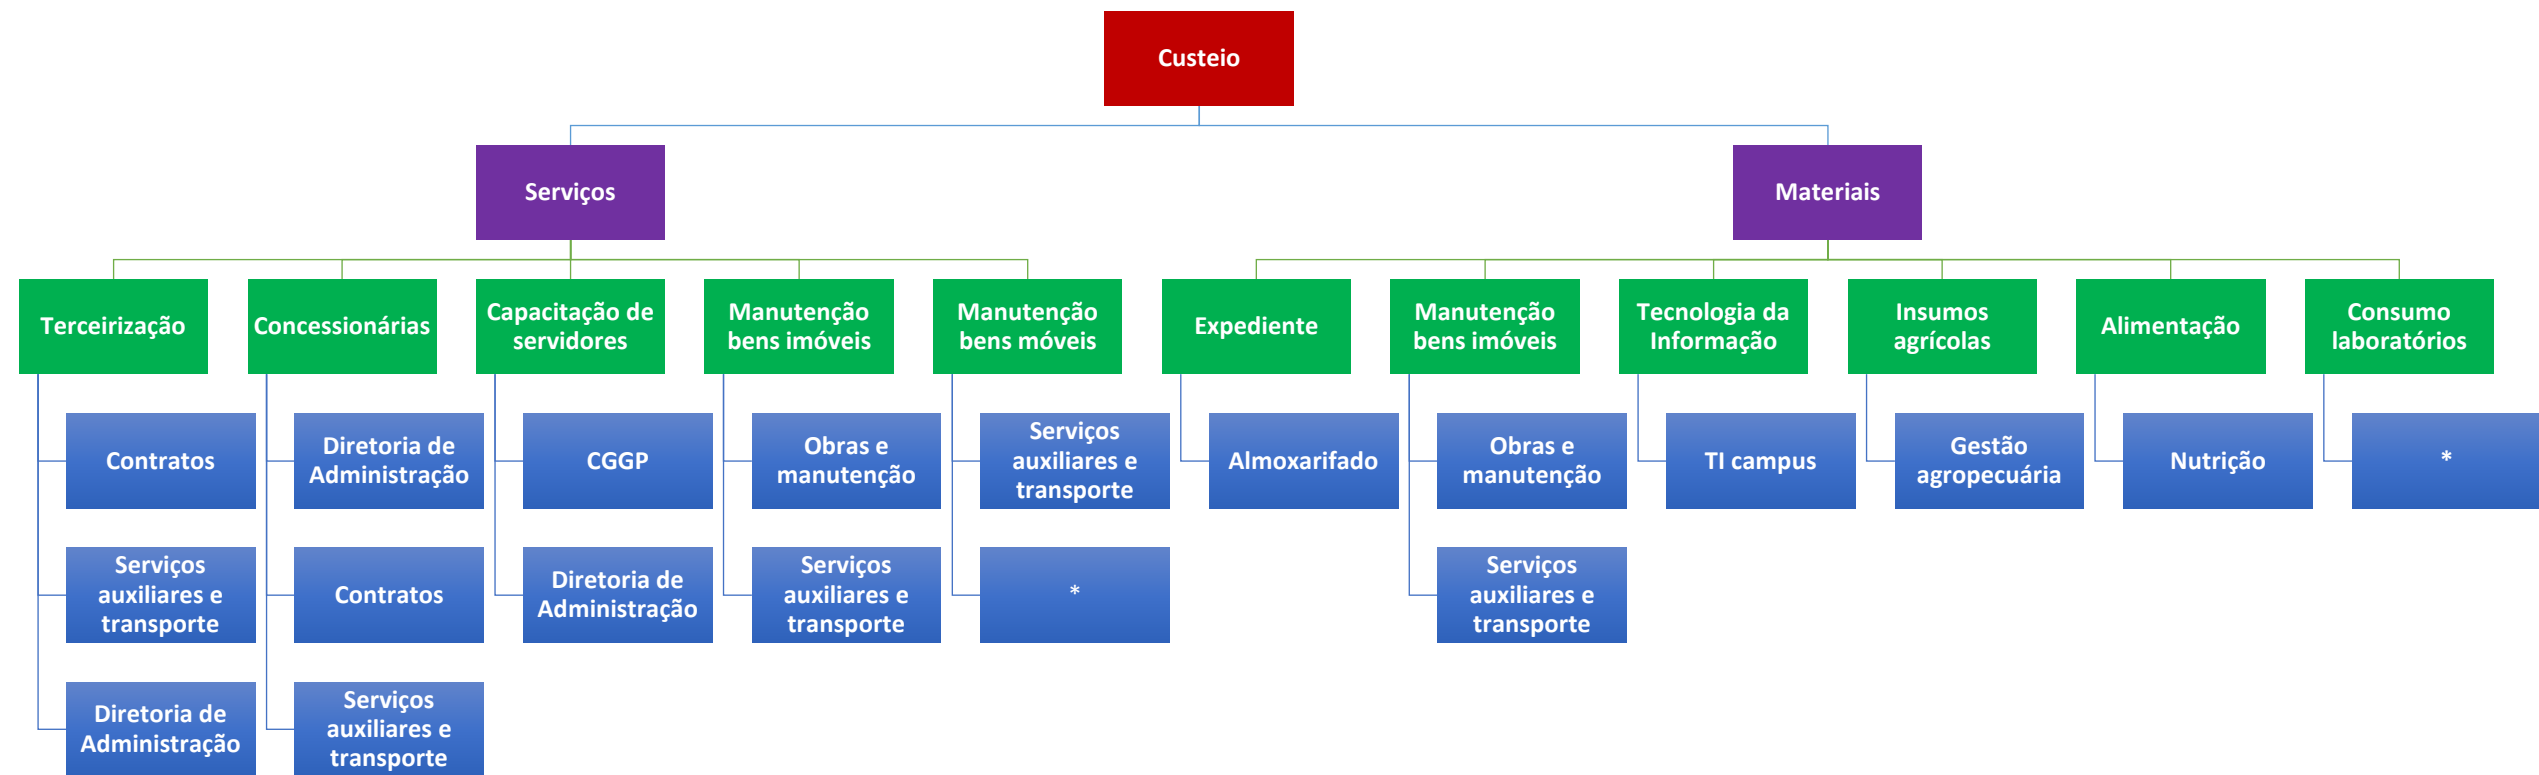 Custeio
Serviços
Materiais
Terceirização
Concessionárias
Capacitação de
servidores
Manutenção
bens imóveis
Manutenção
bens móveis
Expediente
Manutenção
bens imóveis
Tecnologia da
Informação
Insumos
agrícolas
Alimentação
Consumo
laboratórios
Contratos
Diretoria de
Administração
CGGP
Obras e
manutenção
Serviços
auxiliares e
transporte
Almoxarifado
Obras e
manutenção
TI campus
Gestão
agropecuária
Nutrição
*
Serviços
auxiliares e
transporte
Contratos
Diretoria de
Administração
Serviços
auxiliares e
transporte
*
Serviços
auxiliares e
transporte
Diretoria de
Administração
Serviços
auxiliares e
transporte